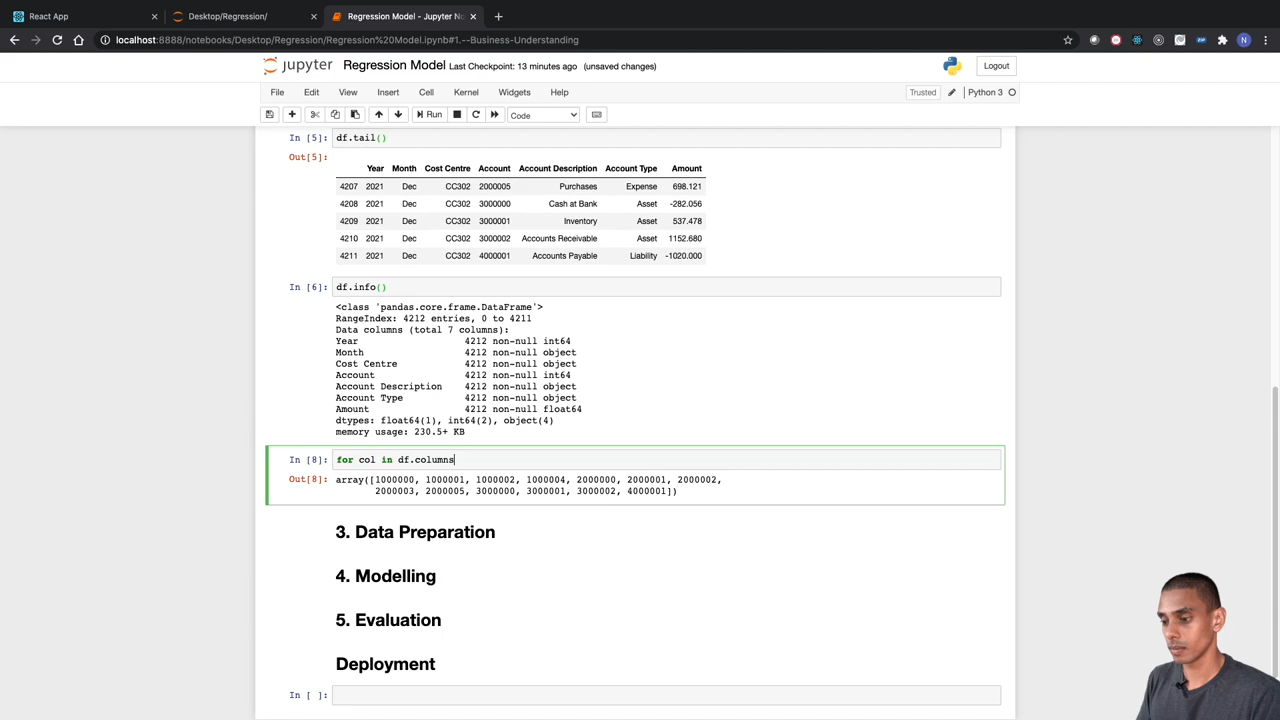 React App
Desktop/Regression/
Regression Model - Jupyter No
localhost:8888/notebooks/Desktop/Regression/Regression%20Model.ipynb#1.--Business-Understanding
jupyter Regression Model Last Checkpoint: 13 minutes ago (unsaved changes)
Logout
File Edit View Insert Cell Kernel Widgets Help
Trusted
Python 3
Run
Code
In [5]: df.tail()
Out[5]:
Year Month Cost Centre Account Account Description Account Type Amount
4207 2021 Dec CC302 2000005 Purchases Expense 698.121
4208 2021 Dec CC302 3000000 Cash at Bank Asset -282.056
4209 2021 Dec CC302 3000001 Inventory Asset 537.478
4210 2021 Dec CC302 3000002 Accounts Receivable Asset 1152.680
4211 2021 Dec CC302 4000001 Accounts Payable Liability -1020.000
In [6]: df.info()
<class 'pandas.core.frame.DataFrame'>
RangeIndex: 4212 entries, 0 to 4211
Data columns (total 7 columns):
Year 4212 non-null int64
Month 4212 non-null object
Cost Centre 4212 non-null object
Account 4212 non-null int64
Account Description 4212 non-null object
Account Type 4212 non-null object
Amount 4212 non-null float64
dtypes: float64(1), int64(2), object(4)
memory usage: 230.5+ KB
In [8]: for col in df.columns
Out[8]: array([1000000, 1000001, 1000002, 1000004, 2000000, 2000001, 2000002,
2000003, 2000005, 3000000, 3000001, 3000002, 4000001])
3. Data Preparation
4. Modelling
5. Evaluation
Deployment
In [ ]: